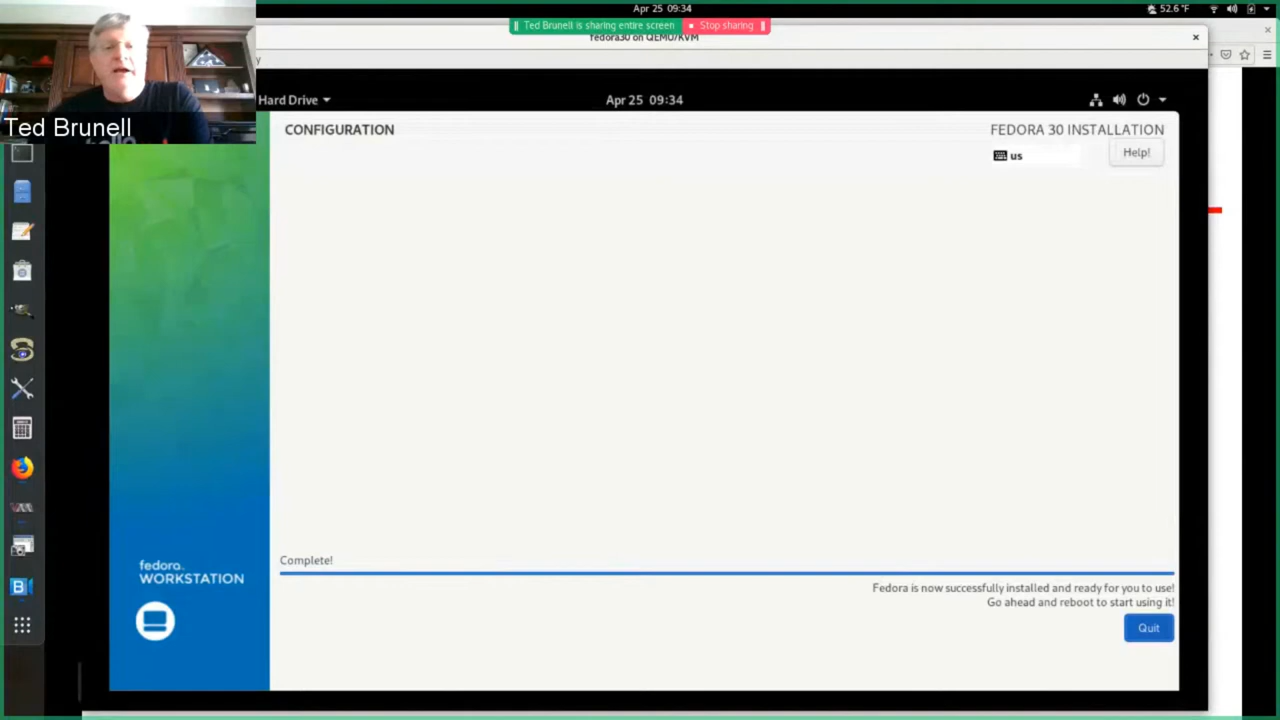 Apr 25 09:34
52.6 °F
Ted Brunell is sharing entire screen
Stop sharing
fedora30 on QEMU/KVM
Ted Brunell
Hard Drive
Apr 25 09:34
CONFIGURATION
FEDORA 30 INSTALLATION
us
Help!
Complete!
fedora.
WORKSTATION
Fedora is now successfully installed and ready for you to use!
Go ahead and reboot to start using it!
Quit
B